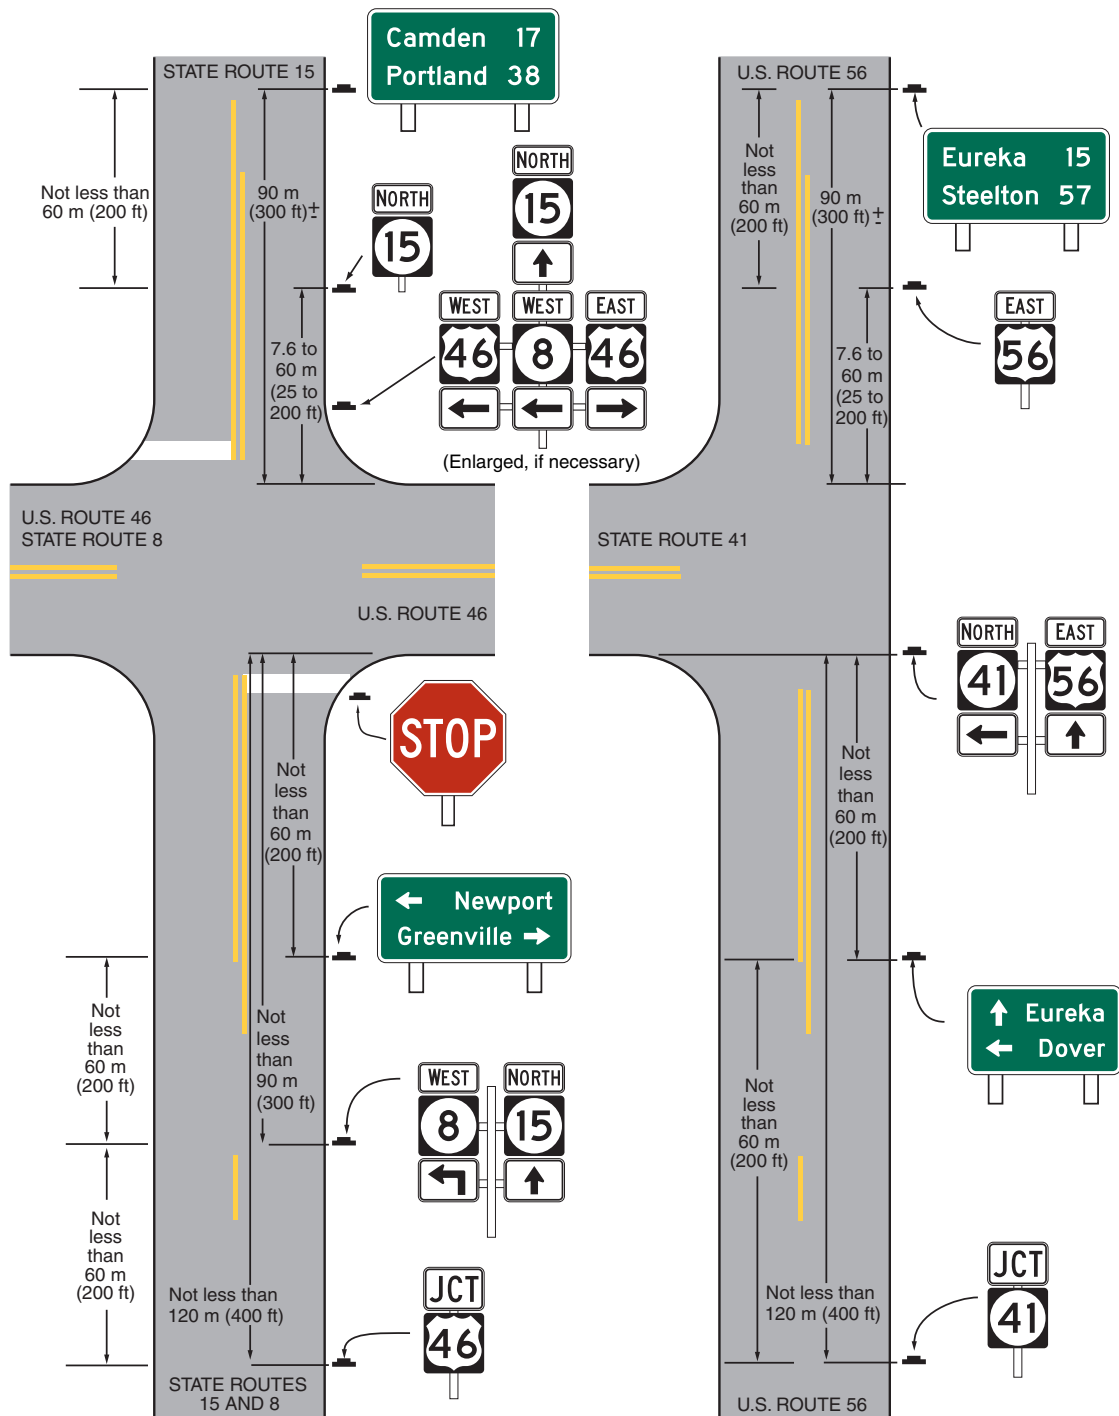 STATE ROUTE 15
Camden 17
Portland 38
Not less than
60 m (200 ft)
90 m
(300 ft)±
NORTH
15
NORTH
15
7.6 to
60 m
(25 to
200 ft)
WEST
46
WEST
8
EAST
46
(Enlarged, if necessary)
U.S. ROUTE 46
STATE ROUTE 8
U.S. ROUTE 46
STOP
Not
less
than
60 m
(200 ft)
Newport
Greenville
Not
less
than
60 m
(200 ft)
Not
less
than
90 m
(300 ft)
WEST
8
NORTH
15
Not
less
than
60 m
(200 ft)
Not less than
120 m (400 ft)
JCT
46
STATE ROUTES
15 AND 8
U.S. ROUTE 56
Not
less
than
60 m
(200 ft)
90 m
(300 ft)±
Eureka 15
Steelton 57
7.6 to
60 m
(25 to
200 ft)
EAST
56
STATE ROUTE 41
NORTH
41
EAST
56
Not
less
than
60 m
(200 ft)
Eureka
Dover
Not
less
than
60 m
(200 ft)
Not less than
120 m (400 ft)
JCT
41
U.S. ROUTE 56